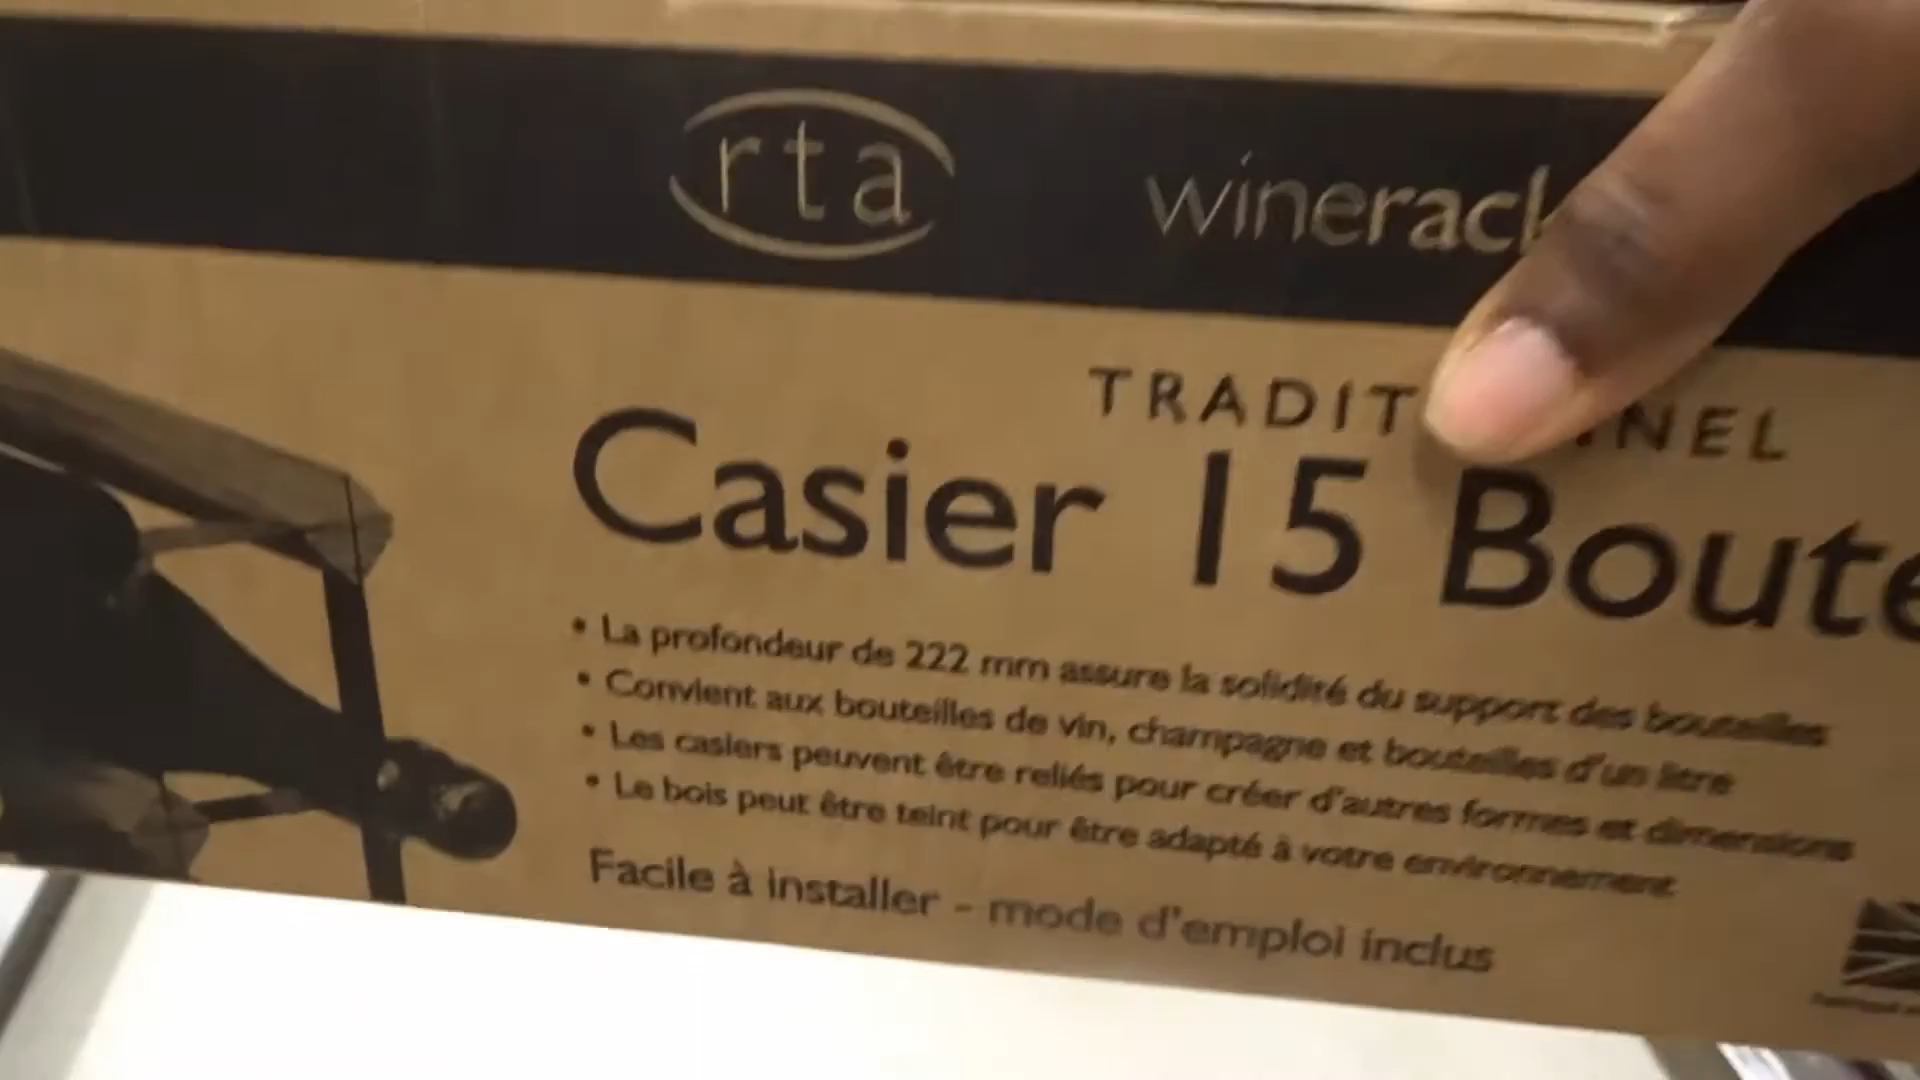 rta
winerack
TRADIT NEL
Casier 15 Boute
• La profondeur de 222 mm assure la solidité du support des bouteilles
• Convient aux bouteilles de vin, champagne et bouteilles d'un litre
• Les casiers peuvent être reliés pour créer d'autres formes et dimensions
• Le bois peut être teint pour être adapté à votre environnement
Facile à installer - mode d'emploi inclus